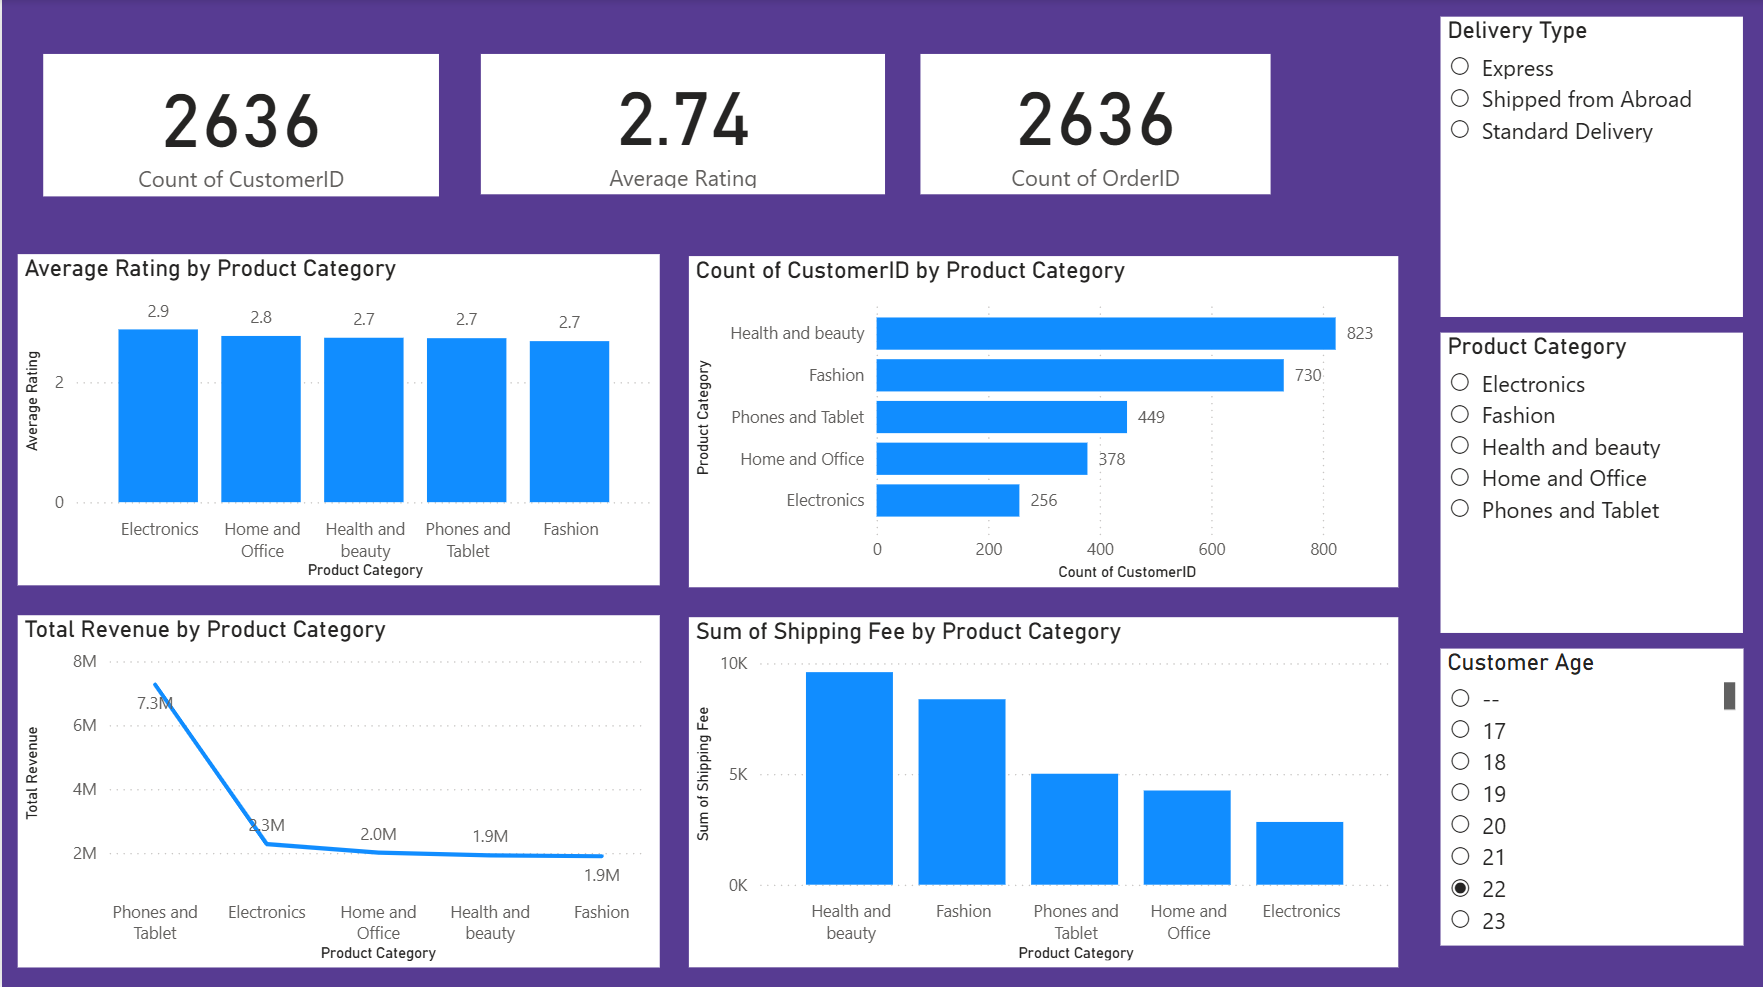 2636
Count of CustomerID
2.74
Average Rating
2636
Count of OrderID
Delivery Type
Express
Shipped from Abroad
Standard Delivery
Average Rating by Product Category
Average Rating
2
0
2.9
2.8
2.7
2.7
2.7
Electronics
Home and
Office
Health and
beauty
Phones and
Tablet
Fashion
Product Category
Count of CustomerID by Product Category
Product Category
Health and beauty
823
Fashion
730
Phones and Tablet
449
Home and Office
378
Electronics
256
0
200
400
600
800
Count of CustomerID
Product Category
Electronics
Fashion
Health and beauty
Home and Office
Phones and Tablet
Total Revenue by Product Category
Total Revenue
8M
6M
4M
2M
7.3M
2.3M
2.0M
1.9M
1.9M
Phones and
Tablet
Electronics
Home and
Office
Health and
beauty
Fashion
Product Category
Sum of Shipping Fee by Product Category
Sum of Shipping Fee
10K
5K
0K
Health and
beauty
Fashion
Phones and
Tablet
Home and
Office
Electronics
Product Category
Customer Age
--
17
18
19
20
21
22
23